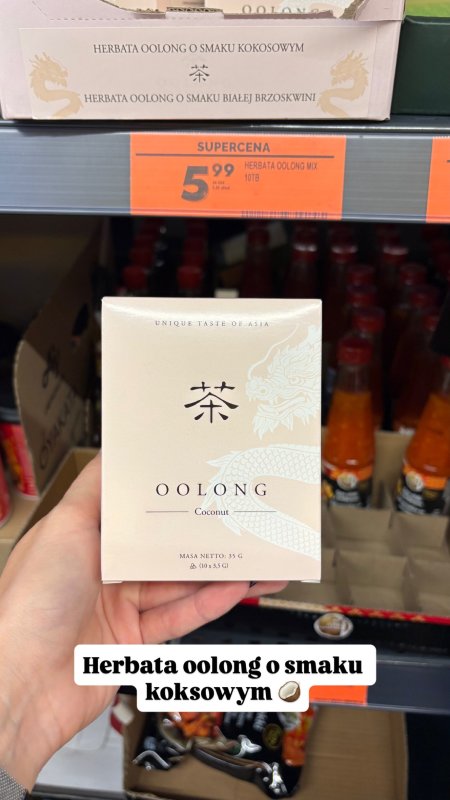 OOLONG
HERBATA OOLONG O SMAKU KOKOSOWYM
茶
HERBATA OOLONG O SMAKU BIAŁEJ BRZOSKWINI
SUPERCENA
5 99
HERBATA OOLONG MIX
10TB
UNIQUE TASTE OF ASIA
茶
OOLONG
Coconut
MASA NETTO: 35 G
(10 x 3,5 G)
Herbata oolong o smaku
koksowym 🥥